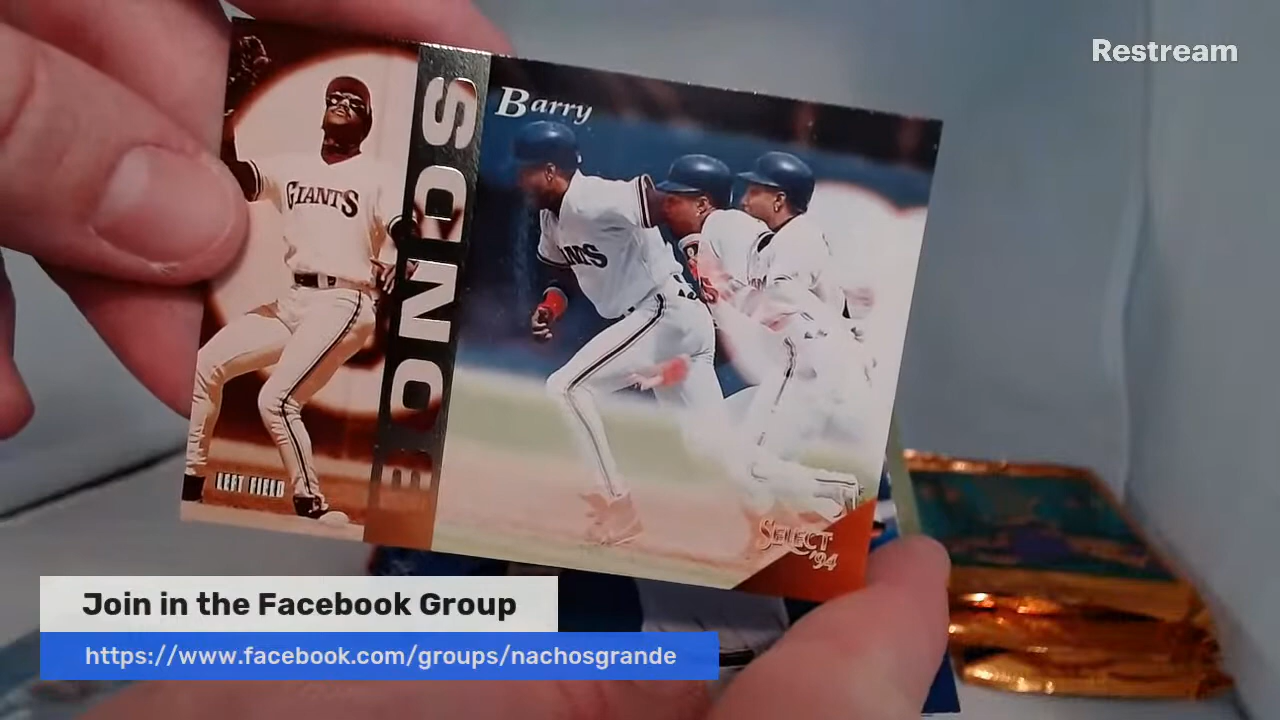 Restream
Barry
BONDS
GIANTS
LEFT FIELD
SELECT
'94
Join in the Facebook Group
https://www.facebook.com/groups/nachosgrande